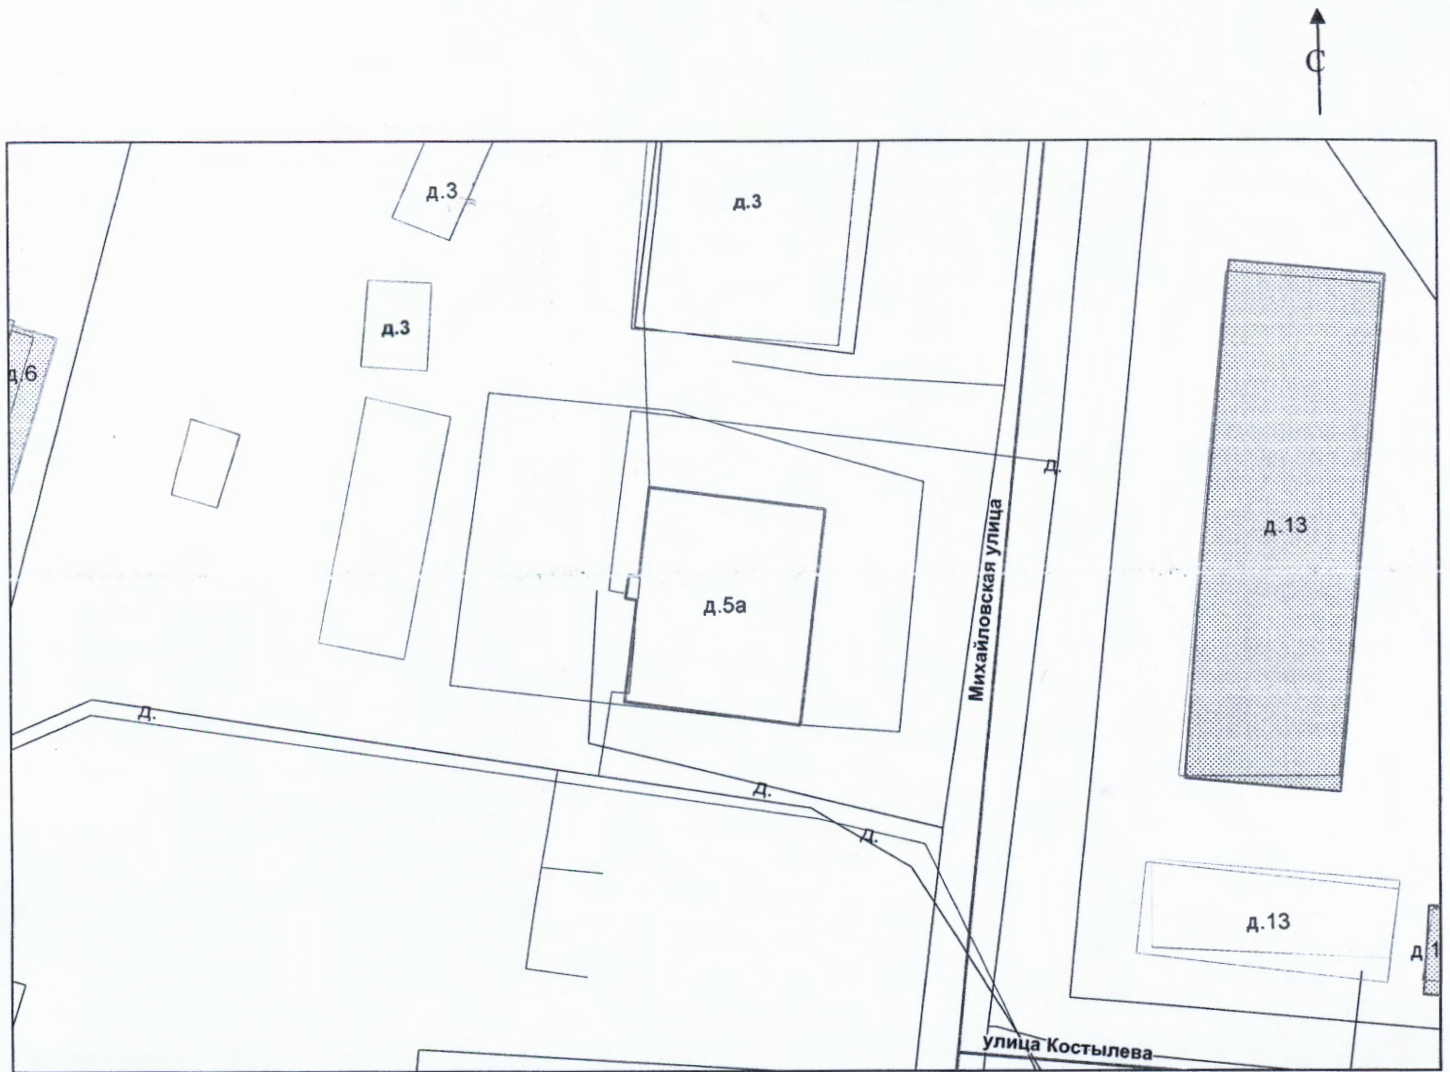 С
д.3
д.3
д.3
д.6
д.
д.13
Михайловская улица
д.5а
д.
д.
д.
д.13
д.1
улица Костылева